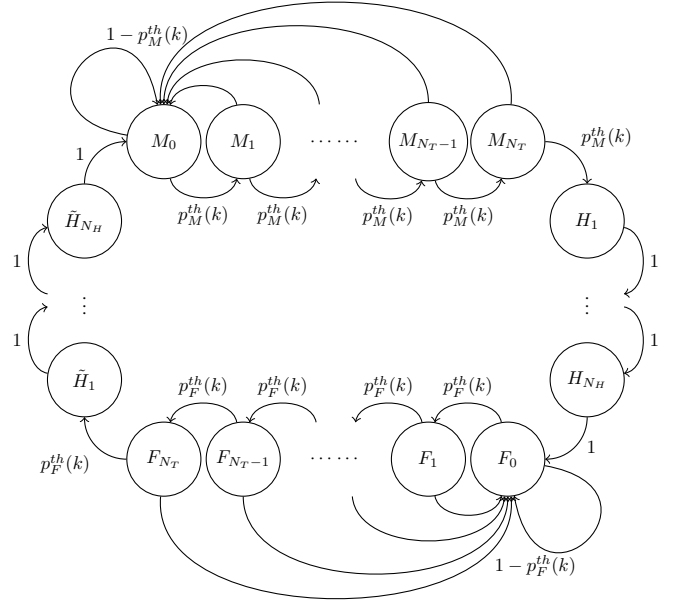 1 − p_M^{th}(k)
M_0 M_1 ⋯⋯ M_{N_T−1} M_{N_T}
p_M^{th}(k)
1
p_M^{th}(k) p_M^{th}(k) p_M^{th}(k) p_M^{th}(k)
H̃_{N_H} H_1
1 1
⋮ ⋮
1 1
H̃_1 H_{N_H}
p_F^{th}(k) p_F^{th}(k) p_F^{th}(k) p_F^{th}(k)
1
p_F^{th}(k)
F_{N_T} F_{N_T−1} ⋯⋯ F_1 F_0
1 − p_F^{th}(k)